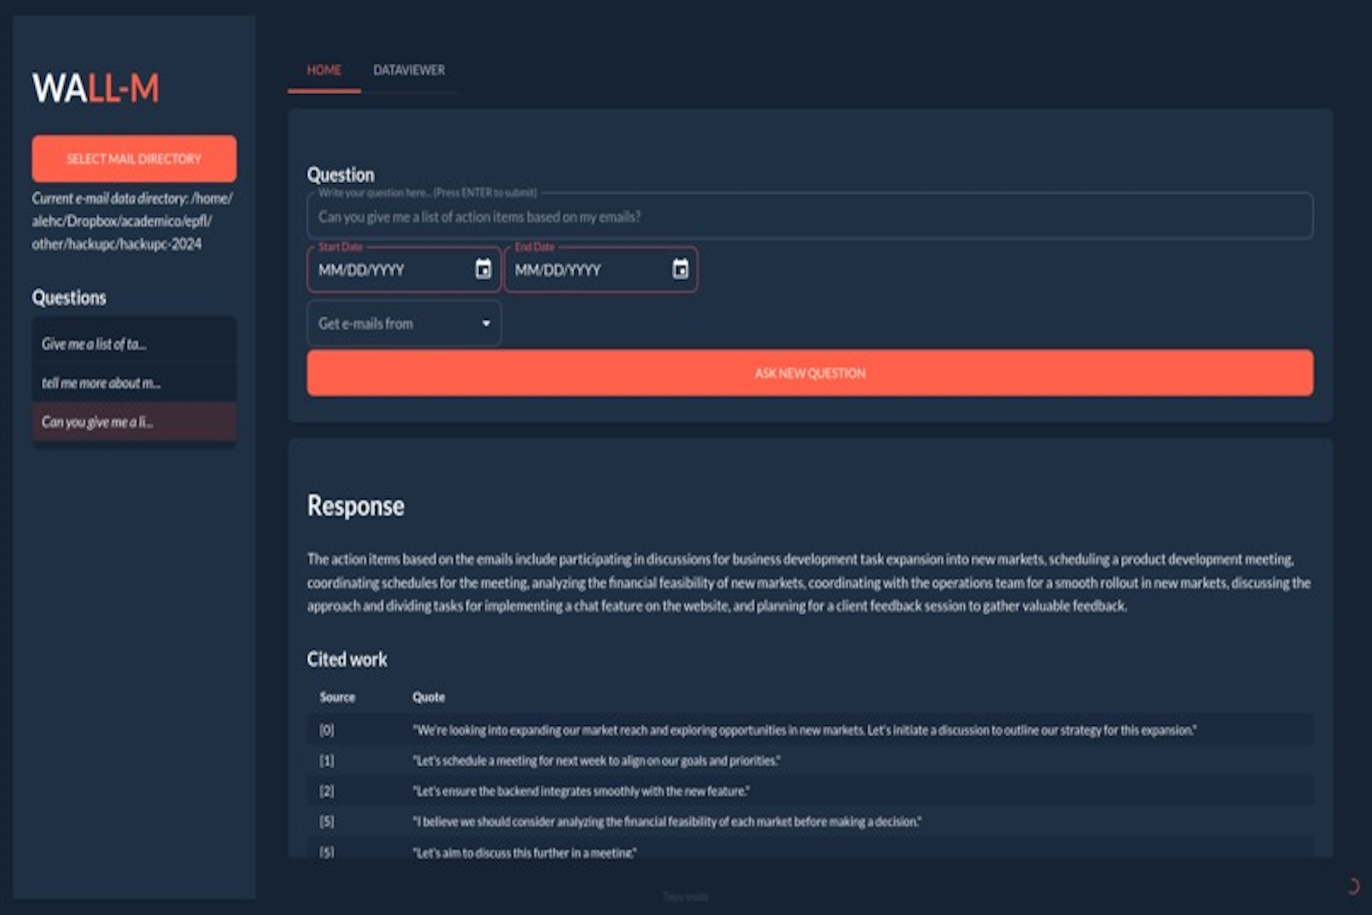 WALL-M
SELECT MAIL DIRECTORY
Current e-mail data directory: /home/
alehc/Dropbox/academico/epfl/
other/hackupc/hackupc-2024
Questions
Give me a list of ta...
tell me more about m...
Can you give me a li...
HOME
DATAVIEWER
Question
Write your question here... (Press ENTER to submit)
Can you give me a list of action items based on my emails?
Start Date
End Date
MM/DD/YYYY
MM/DD/YYYY
Get e-mails from
ASK NEW QUESTION
Response
The action items based on the emails include participating in discussions for business development task expansion into new markets, scheduling a product development meeting,
coordinating schedules for the meeting, analyzing the financial feasibility of new markets, coordinating with the operations team for a smooth rollout in new markets, discussing the
approach and dividing tasks for implementing a chat feature on the website, and planning for a client feedback session to gather valuable feedback.
Cited work
Source Quote
[0] "We're looking into expanding our market reach and exploring opportunities in new markets. Let's initiate a discussion to outline our strategy for this expansion."
[1] "Let's schedule a meeting for next week to align on our goals and priorities."
[2] "Let's ensure the backend integrates smoothly with the new feature."
[5] "I believe we should consider analyzing the financial feasibility of each market before making a decision."
[5] "Let's aim to discuss this further in a meeting."